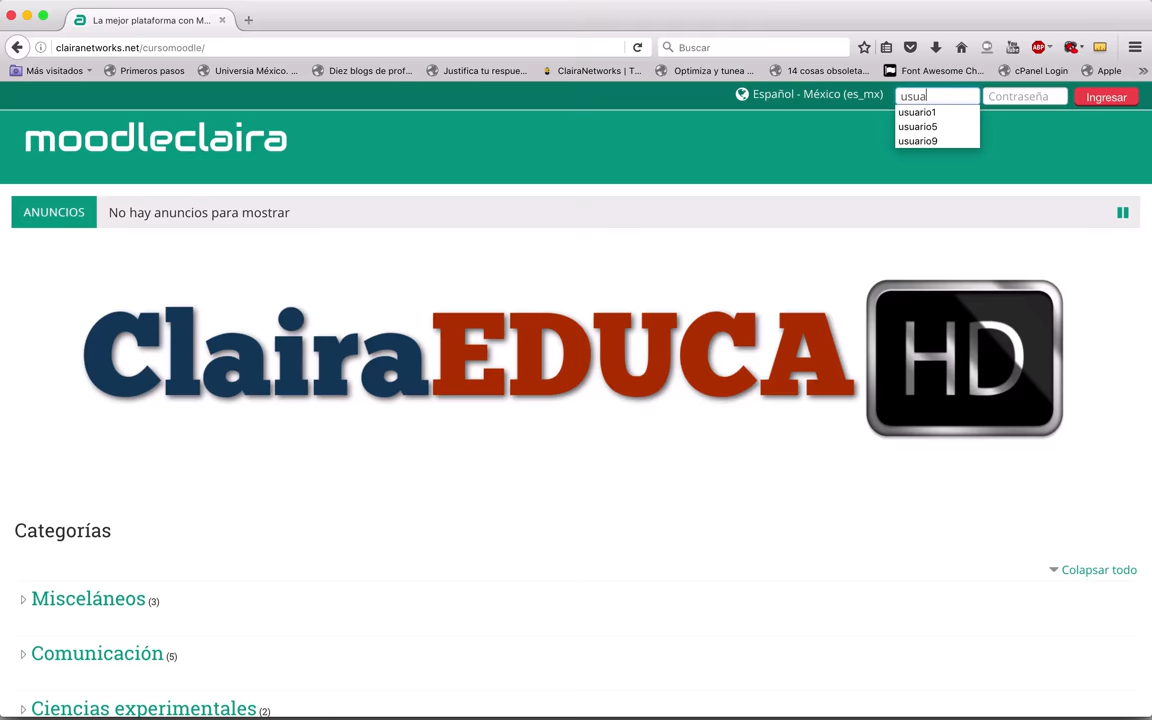 La mejor plataforma con M...
clairanetworks.net/cursomoodle/
Buscar
ABP
Más visitados
Primeros pasos
Universia México. ...
Diez blogs de prof...
Justifica tu respue...
ClairaNetworks | T...
Optimiza y tunea ...
14 cosas obsoleta...
Font Awesome Ch...
cPanel Login
Apple
Español - México (es_mx)
usua
Contraseña
Ingresar
usuario1
usuario5
usuario9
moodleclaira
ANUNCIOS
No hay anuncios para mostrar
ClairaEDUCA HD
Categorías
Colapsar todo
Misceláneos (3)
Comunicación (5)
Ciencias experimentales (2)